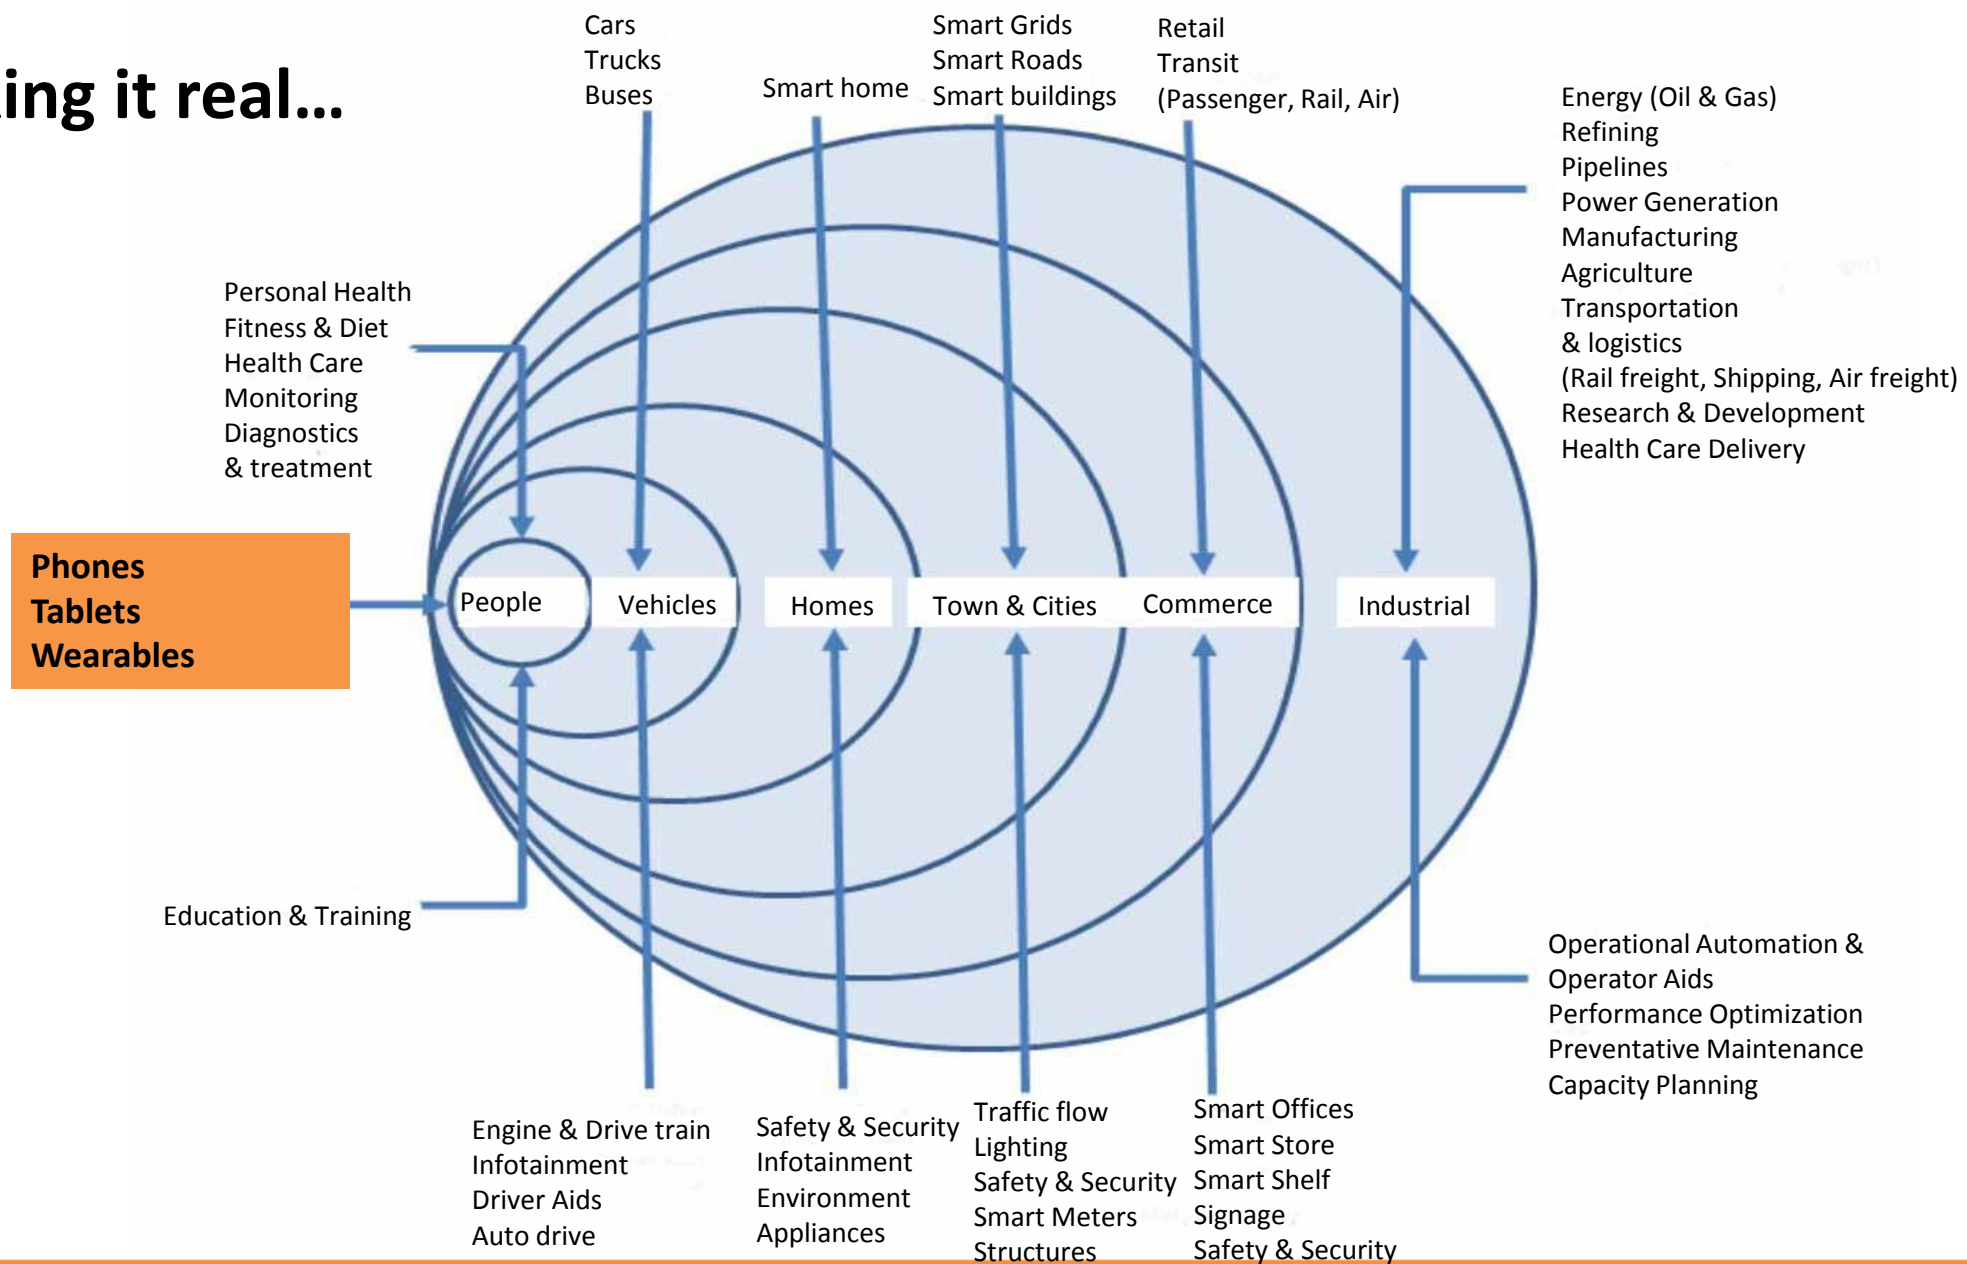 ing it real...
Cars
Trucks
Buses
Smart home
Smart Grids
Smart Roads
Smart buildings
Retail
Transit
(Passenger, Rail, Air)
Energy (Oil & Gas)
Refining
Pipelines
Power Generation
Manufacturing
Agriculture
Transportation
& logistics
(Rail freight, Shipping, Air freight)
Research & Development
Health Care Delivery
Personal Health
Fitness & Diet
Health Care
Monitoring
Diagnostics
& treatment
Phones
Tablets
Wearables
People
Vehicles
Homes
Town & Cities
Commerce
Industrial
Education & Training
Operational Automation &
Operator Aids
Performance Optimization
Preventative Maintenance
Capacity Planning
Engine & Drive train
Infotainment
Driver Aids
Auto drive
Safety & Security
Infotainment
Environment
Appliances
Traffic flow
Lighting
Safety & Security
Smart Meters
Structures
Smart Offices
Smart Store
Smart Shelf
Signage
Safety & Security